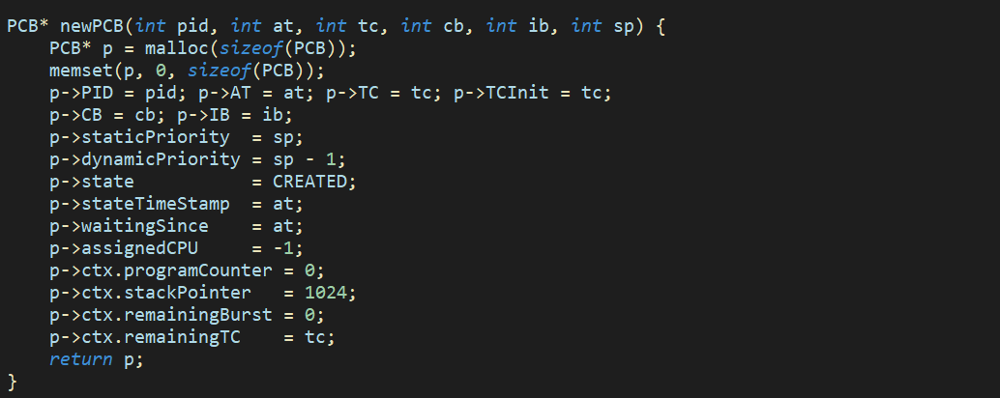 PCB* newPCB(int pid, int at, int tc, int cb, int ib, int sp) {
    PCB* p = malloc(sizeof(PCB));
    memset(p, 0, sizeof(PCB));
    p->PID = pid; p->AT = at; p->TC = tc; p->TCInit = tc;
    p->CB = cb; p->IB = ib;
    p->staticPriority  = sp;
    p->dynamicPriority = sp - 1;
    p->state           = CREATED;
    p->stateTimeStamp  = at;
    p->waitingSince    = at;
    p->assignedCPU     = -1;
    p->ctx.programCounter = 0;
    p->ctx.stackPointer   = 1024;
    p->ctx.remainingBurst = 0;
    p->ctx.remainingTC    = tc;
    return p;
}